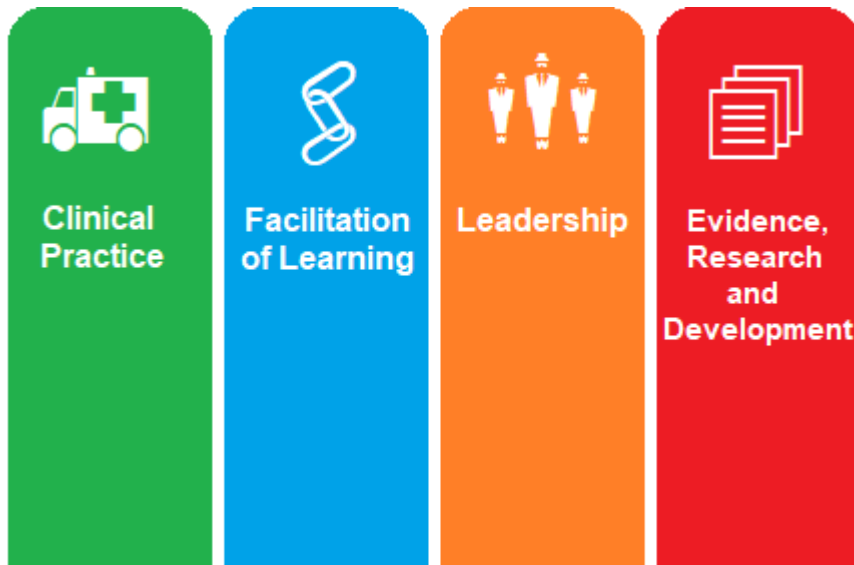 Clinical
Practice
Facilitation
of Learning
Leadership
Evidence,
Research
and
Development